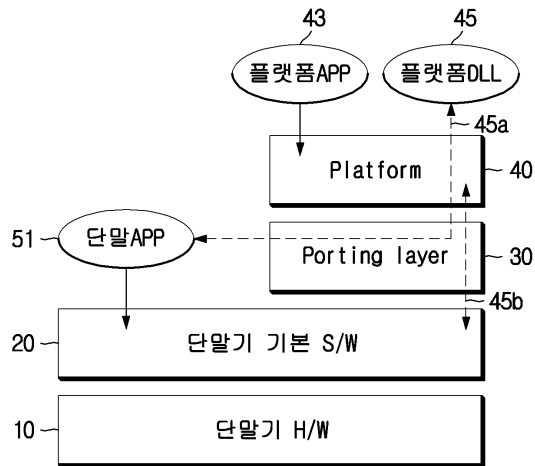 43
45
플랫폼APP
플랫폼DLL
45a
Platform
40
51
단말APP
Porting layer
30
45b
20
단말기 기본 S/W
10
단말기 H/W